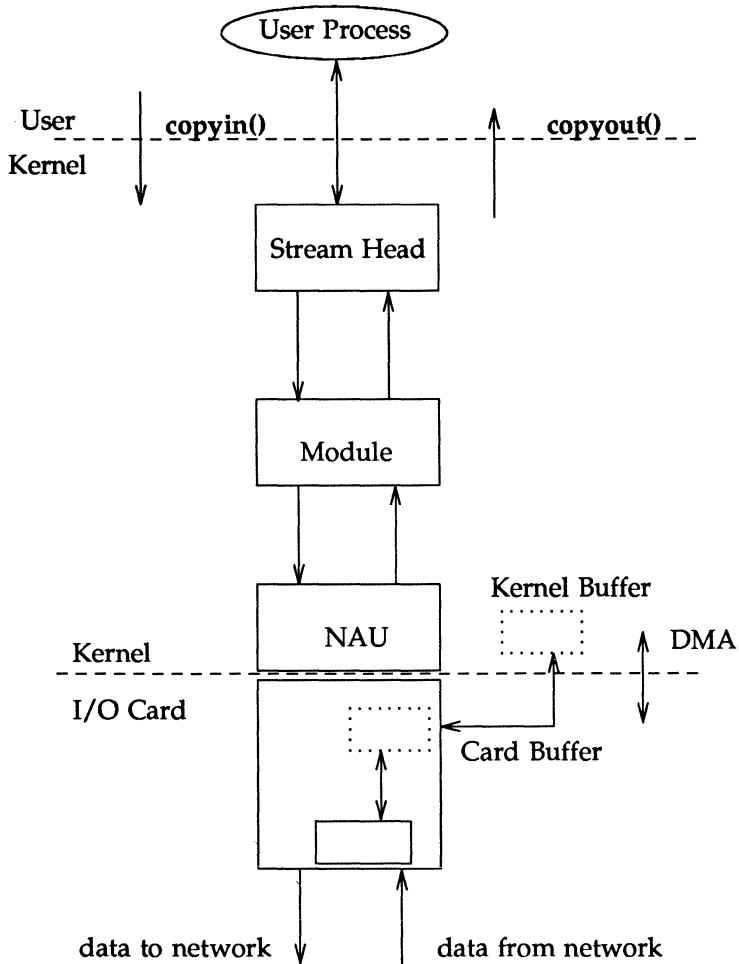 User Process
User
copyin()
copyout()
Kernel
Stream Head
Module
Kernel Buffer
NAU
DMA
Kernel
I/O Card
Card Buffer
data to network
data from network